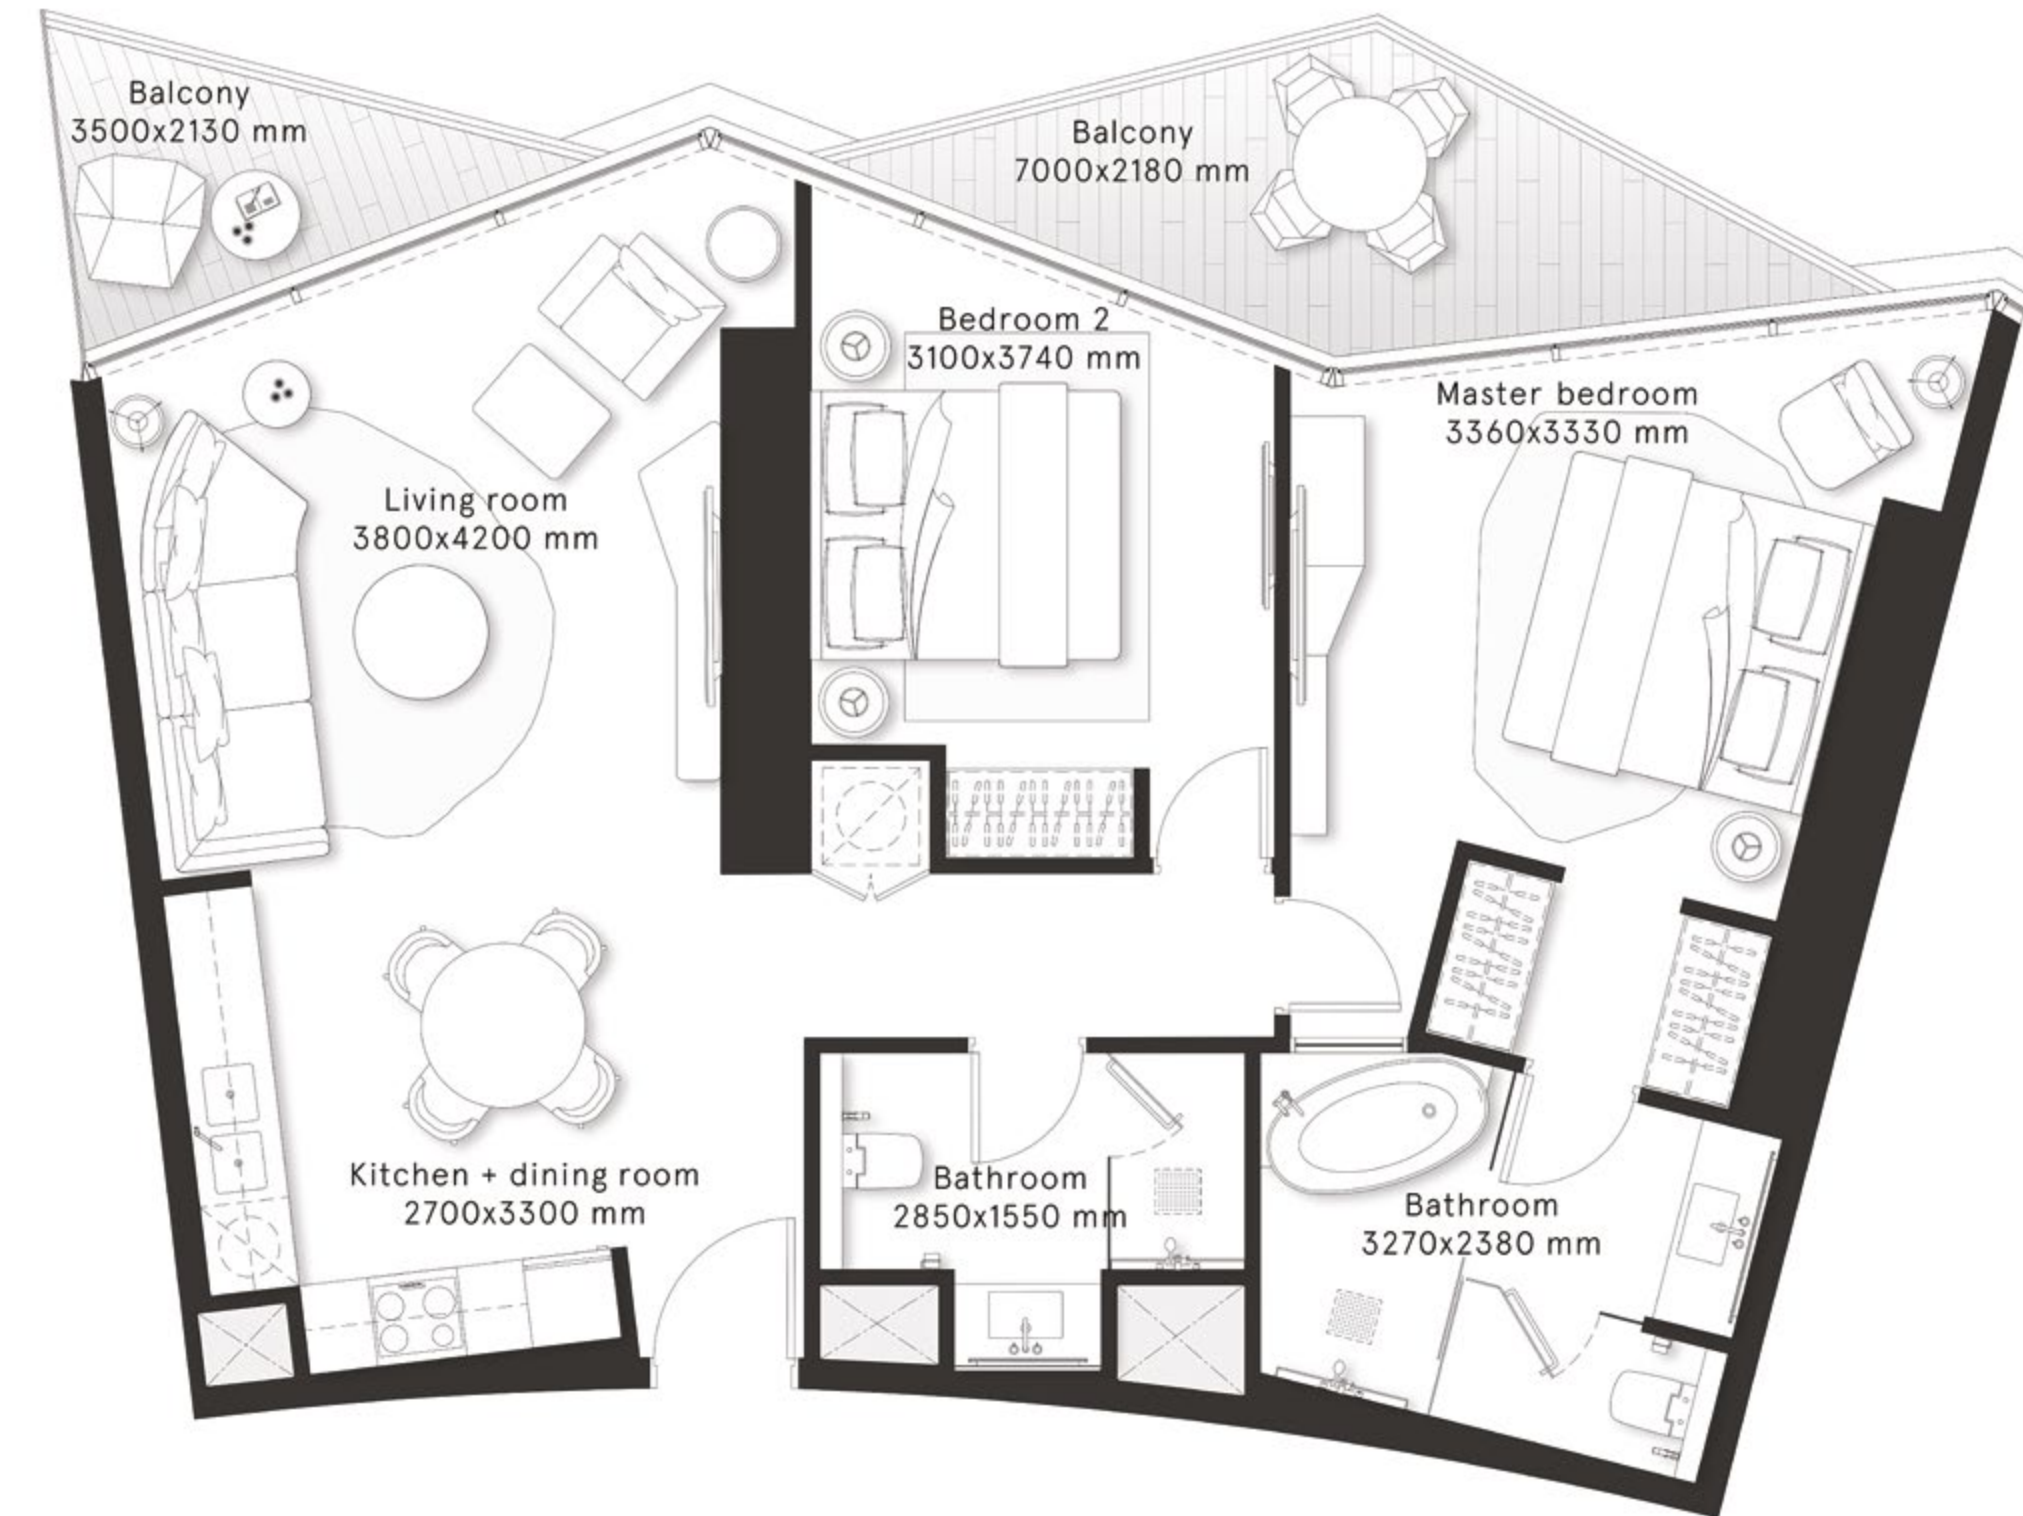 Balcony
3500x2130 mm
Balcony
7000x2180 mm
Bedroom 2
3100x3740 mm
Master bedroom
3360x3330 mm
Living room
3800x4200 mm
Kitchen + dining room
2700x3300 mm
Bathroom
2850x1550 mm
Bathroom
3270x2380 mm